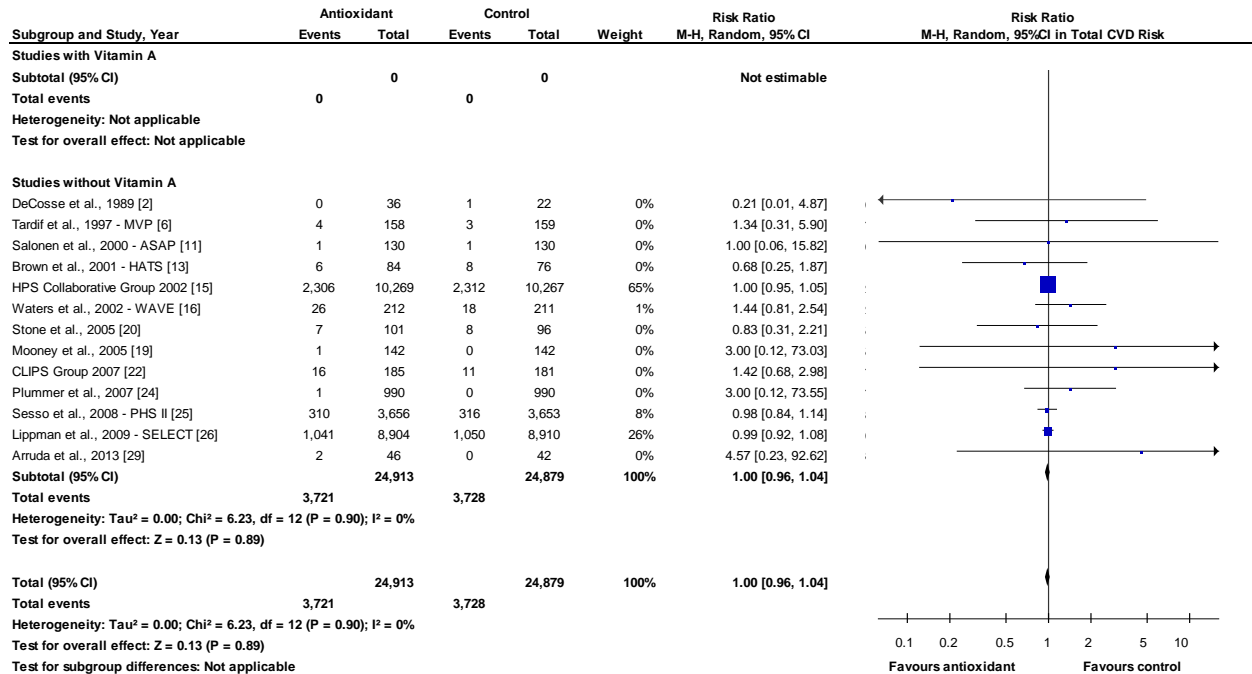 Antioxidant Control Risk Ratio Risk Ratio
Subgroup and Study, Year Events Total Events Total Weight M-H, Random, 95% CI M-H, Random, 95% CI in Total CVD Risk
Studies with Vitamin A
Subtotal (95% CI) 0 0 Not estimable
Total events 0 0
Heterogeneity: Not applicable
Test for overall effect: Not applicable
Studies without Vitamin A
DeCosse et al., 1989 [2] 0 36 1 22 0% 0.21 [0.01, 4.87]
Tardif et al., 1997 - MVP [6] 4 158 3 159 0% 1.34 [0.31, 5.90]
Salonen et al., 2000 - ASAP [11] 1 130 1 130 0% 1.00 [0.06, 15.82]
Brown et al., 2001 - HATS [13] 6 84 8 76 0% 0.68 [0.25, 1.87]
HPS Collaborative Group 2002 [15] 2,306 10,269 2,312 10,267 65% 1.00 [0.95, 1.05]
Waters et al., 2002 - WAVE [16] 26 212 18 211 1% 1.44 [0.81, 2.54]
Stone et al., 2005 [20] 7 101 8 96 0% 0.83 [0.31, 2.21]
Mooney et al., 2005 [19] 1 142 0 142 0% 3.00 [0.12, 73.03]
CLIPS Group 2007 [22] 16 185 11 181 0% 1.42 [0.68, 2.98]
Plummer et al., 2007 [24] 1 990 0 990 0% 3.00 [0.12, 73.55]
Sesso et al., 2008 - PHS II [25] 310 3,656 316 3,653 8% 0.98 [0.84, 1.14]
Lippman et al., 2009 - SELECT [26] 1,041 8,904 1,050 8,910 26% 0.99 [0.92, 1.08]
Arruda et al., 2013 [29] 2 46 0 42 0% 4.57 [0.23, 92.62]
Subtotal (95% CI) 24,913 24,879 100% 1.00 [0.96, 1.04]
Total events 3,721 3,728
Heterogeneity: Tau² = 0.00; Chi² = 6.23, df = 12 (P = 0.90); I² = 0%
Test for overall effect: Z = 0.13 (P = 0.89)
Total (95% CI) 24,913 24,879 100% 1.00 [0.96, 1.04]
Total events 3,721 3,728
Heterogeneity: Tau² = 0.00; Chi² = 6.23, df = 12 (P = 0.90); I² = 0%
Test for overall effect: Z = 0.13 (P = 0.89)
Test for subgroup differences: Not applicable
0.1 0.2 0.5 1 2 5 10
Favours antioxidant Favours control